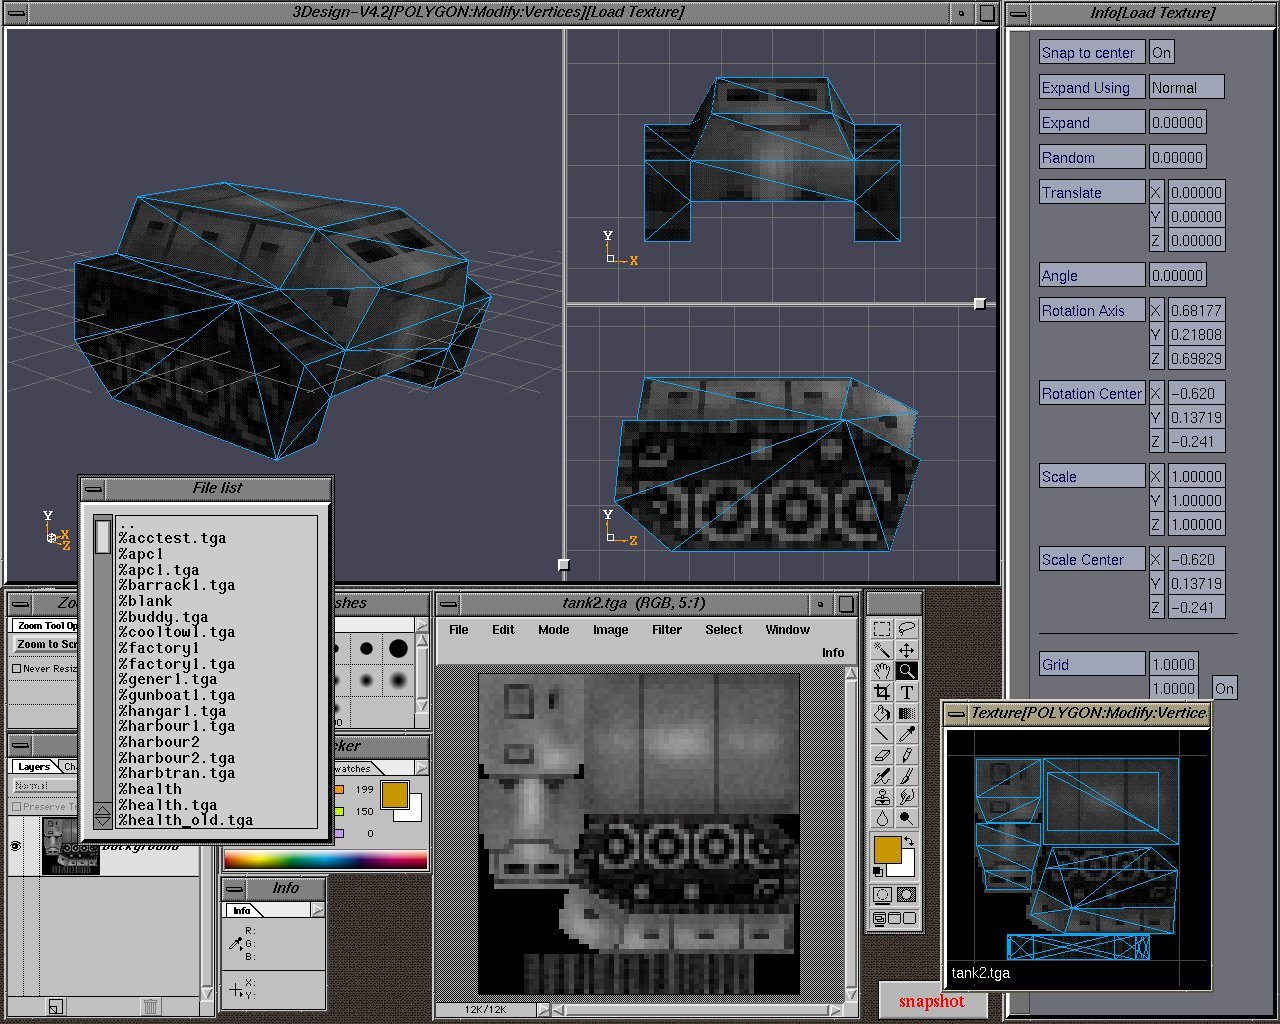 3Design-V4.2[POLYGON:Modify:Vertices][Load Texture]
Y
X
Y
X
Z
Y
Z
Info[Load Texture]
Snap to center On
Expand Using Normal
Expand 0.00000
Random 0.00000
Translate X 0.00000
Y 0.00000
Z 0.00000
Angle 0.00000
Rotation Axis X 0.68177
Y 0.21808
Z 0.69829
Rotation Center X -0.620
Y 0.13719
Z -0.241
Scale X 1.00000
Y 1.00000
Z 1.00000
Scale Center X -0.620
Y 0.13719
Z -0.241
Grid 1.0000
1.0000 On
File list
..
%acctest.tga
%apc1
%apc1.tga
%barrack1.tga
%blank
%buddy.tga
%cooltow1.tga
%factory1
%factory1.tga
%gener1.tga
%gunboat1.tga
%hangar1.tga
%harbour1.tga
%harbour2
%harbour2.tga
%harbtran.tga
%health
%health.tga
%health_old.tga
Zo
Zoom Tool Op
Zoom to Scr
Never Resiz
shes
00
Layers Ch
Normal
Preserve Tr
Background
cker
watches
199
150
0
Info
Info
R:
G:
B:
X:
Y:
tank2.tga (RGB, 5:1)
File Edit Mode Image Filter Select Window
Info
12K/12K
T
Texture[POLYGON:Modify:Vertice
tank2.tga
snapshot